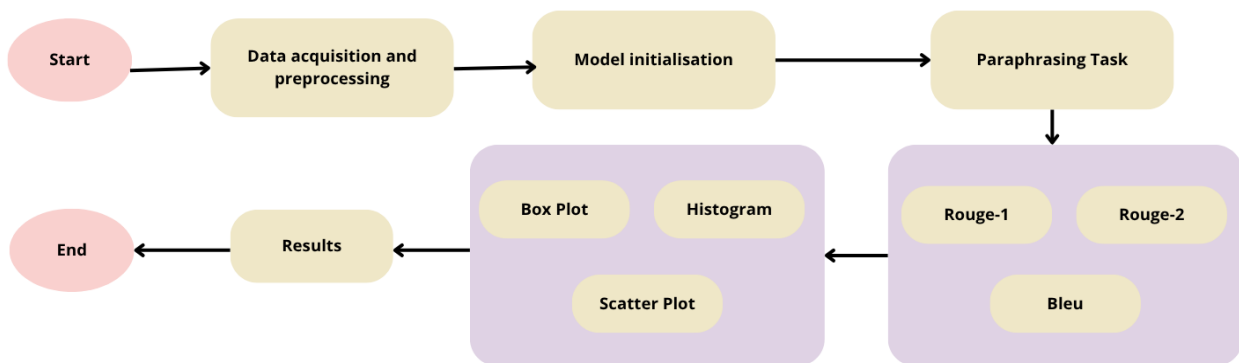 Start
Data acquisition and
preprocessing
Model initialisation
Paraphrasing Task
Rouge-1
Rouge-2
Bleu
Box Plot
Histogram
Scatter Plot
Results
End